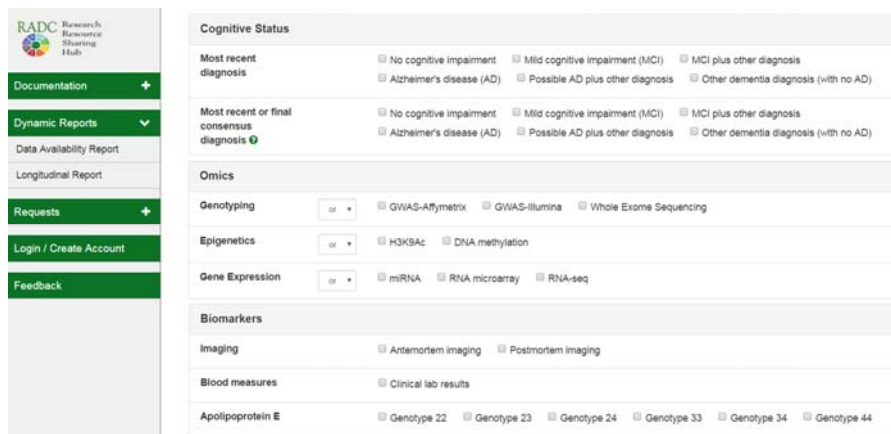 RADC Research
Resource
Sharing
Hub
Documentation +
Dynamic Reports
Data Availability Report
Longitudinal Report
Requests +
Login / Create Account
Feedback
Cognitive Status
Most recent
diagnosis
No cognitive impairment Mild cognitive impairment (MCI) MCI plus other diagnosis
Alzheimer's disease (AD) Possible AD plus other diagnosis Other dementia diagnosis (with no AD)
Most recent or final
consensus
diagnosis ?
No cognitive impairment Mild cognitive impairment (MCI) MCI plus other diagnosis
Alzheimer's disease (AD) Possible AD plus other diagnosis Other dementia diagnosis (with no AD)
Omics
Genotyping or GWAS-Affymetrix GWAS-Illumina Whole Exome Sequencing
Epigenetics or H3K9Ac DNA methylation
Gene Expression or miRNA RNA microarray RNA-seq
Biomarkers
Imaging Antemortem imaging Postmortem imaging
Blood measures Clinical lab results
Apolipoprotein E Genotype 22 Genotype 23 Genotype 24 Genotype 33 Genotype 34 Genotype 44